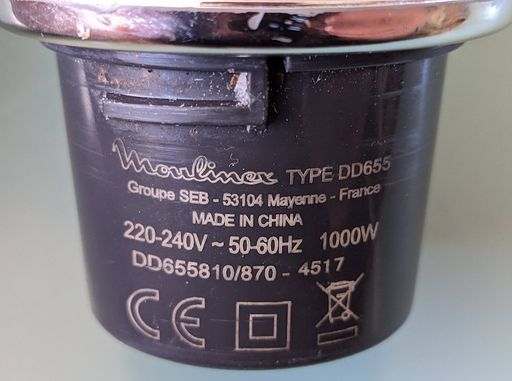 Moulinex TYPE DD655
Groupe SEB - 53104 Mayenne - France
MADE IN CHINA
220-240V ~ 50-60Hz 1000W
DD655810/870 - 4517
CE